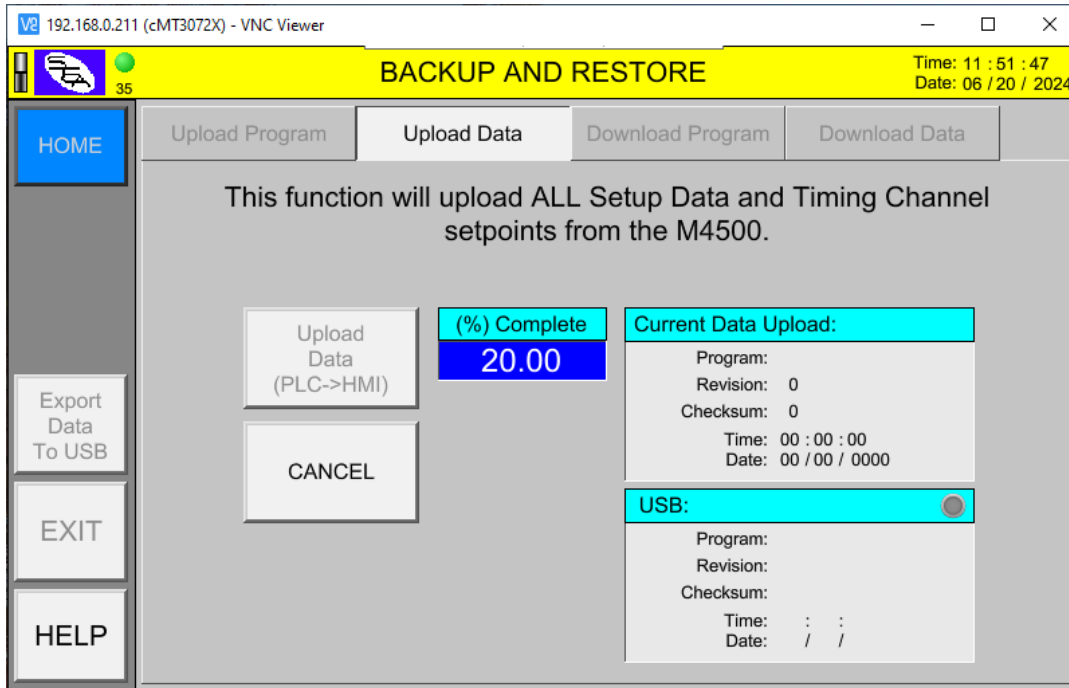 192.168.0.211 (cMT3072X) - VNC Viewer
35
BACKUP AND RESTORE
Time: 11 : 51 : 47
Date: 06 / 20 / 2024
HOME
Upload Program
Upload Data
Download Program
Download Data
This function will upload ALL Setup Data and Timing Channel
setpoints from the M4500.
Upload
Data
(PLC->HMI)
(%) Complete
20.00
CANCEL
Current Data Upload:
Program:
Revision: 0
Checksum: 0
Time: 00 : 00 : 00
Date: 00 / 00 / 0000
USB:
Program:
Revision:
Checksum:
Time: : :
Date: / /
Export
Data
To USB
EXIT
HELP